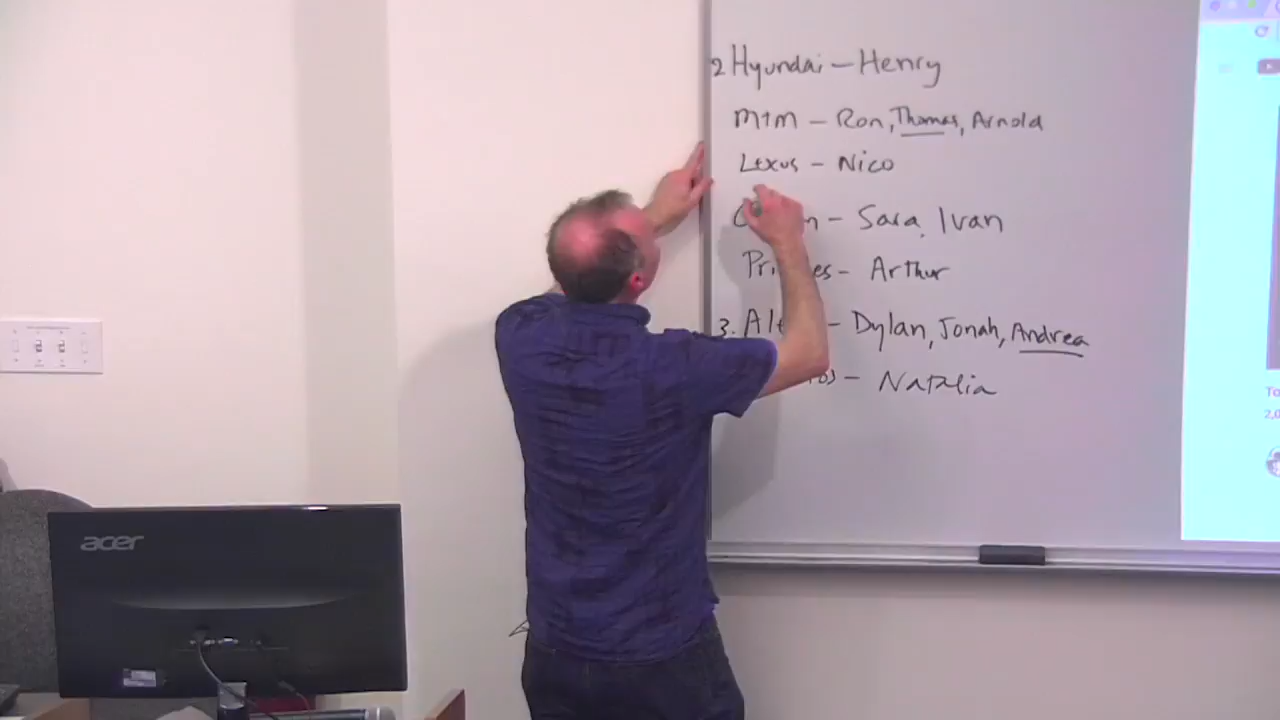 2 Hyundai - Henry
M+M - Ron, Thomas, Arnold
Lexus - Nico
- Sara, Ivan
- Arthur
3. - Dylan, Jonah, Andrea
- Natalia
acer